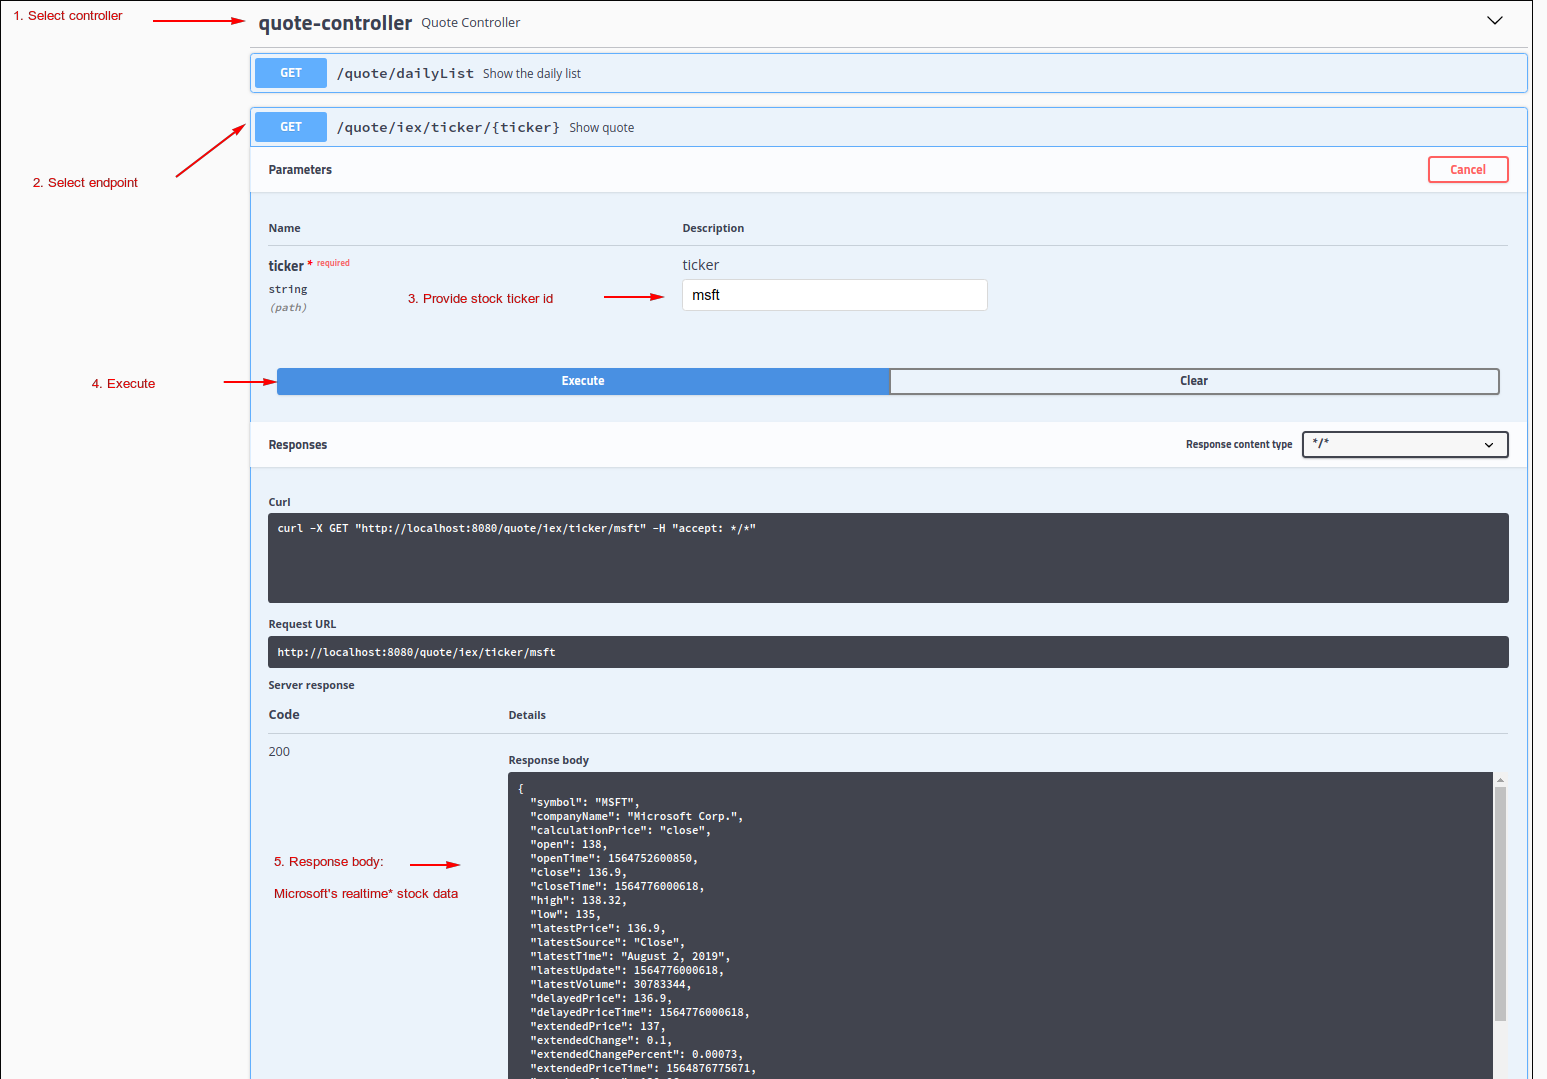 1. Select controller
quote-controller Quote Controller
GET /quote/dailyList Show the daily list
GET /quote/iex/ticker/{ticker} Show quote
2. Select endpoint
Parameters Cancel
Name Description
ticker * required ticker
string
(path)
3. Provide stock ticker id msft
4. Execute
Execute Clear
Responses Response content type */*
Curl
curl -X GET "http://localhost:8080/quote/iex/ticker/msft" -H "accept: */*"
Request URL
http://localhost:8080/quote/iex/ticker/msft
Server response
Code Details
200
Response body
5. Response body:
Microsoft's realtime* stock data
{
"symbol": "MSFT",
"companyName": "Microsoft Corp.",
"calculationPrice": "close",
"open": 138,
"openTime": 1564752600850,
"close": 136.9,
"closeTime": 1564776000618,
"high": 138.32,
"low": 135,
"latestPrice": 136.9,
"latestSource": "Close",
"latestTime": "August 2, 2019",
"latestUpdate": 1564776000618,
"latestVolume": 30783344,
"delayedPrice": 136.9,
"delayedPriceTime": 1564776000618,
"extendedPrice": 137,
"extendedChange": 0.1,
"extendedChangePercent": 0.00073,
"extendedPriceTime": 1564876775671,